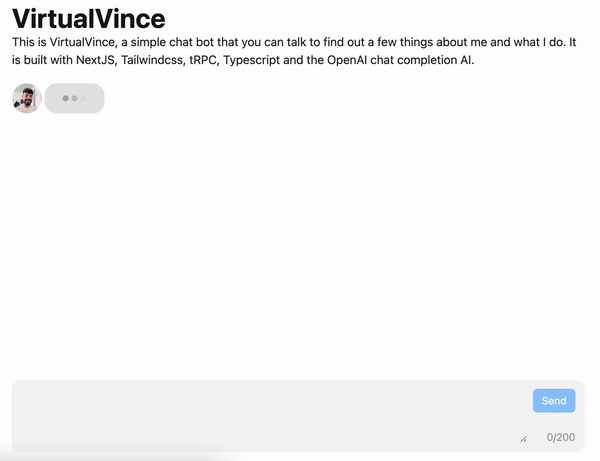 VirtualVince
This is VirtualVince, a simple chat bot that you can talk to find out a few things about me and what I do. It
is built with NextJS, Tailwindcss, tRPC, Typescript and the OpenAI chat completion AI.
Send
0/200